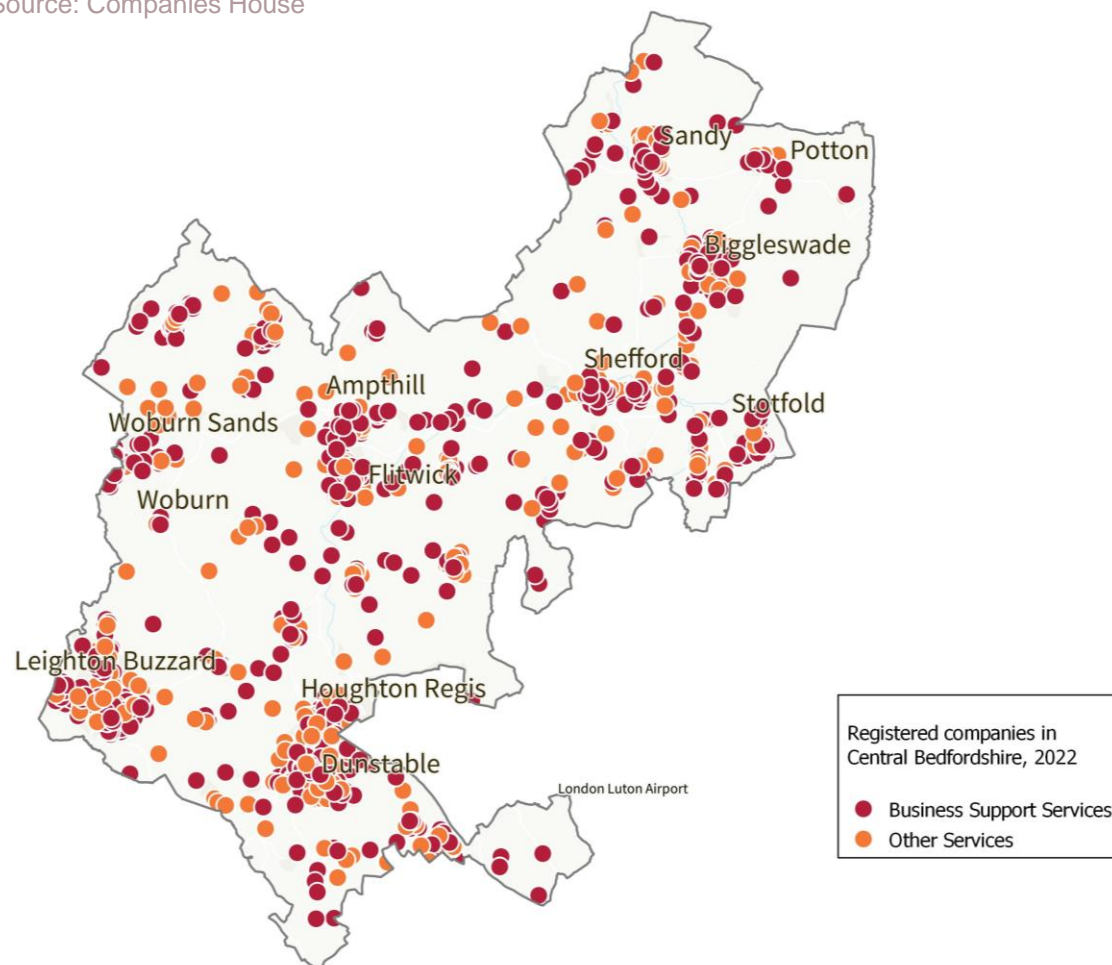 Source: Companies House
Sandy
Potton
Biggleswade
Shefford
Ampthill
Stotfold
Woburn Sands
Flitwick
Woburn
Leighton Buzzard
Houghton Regis
Dunstable
London Luton Airport
Registered companies in
Central Bedfordshire, 2022
Business Support Services
Other Services